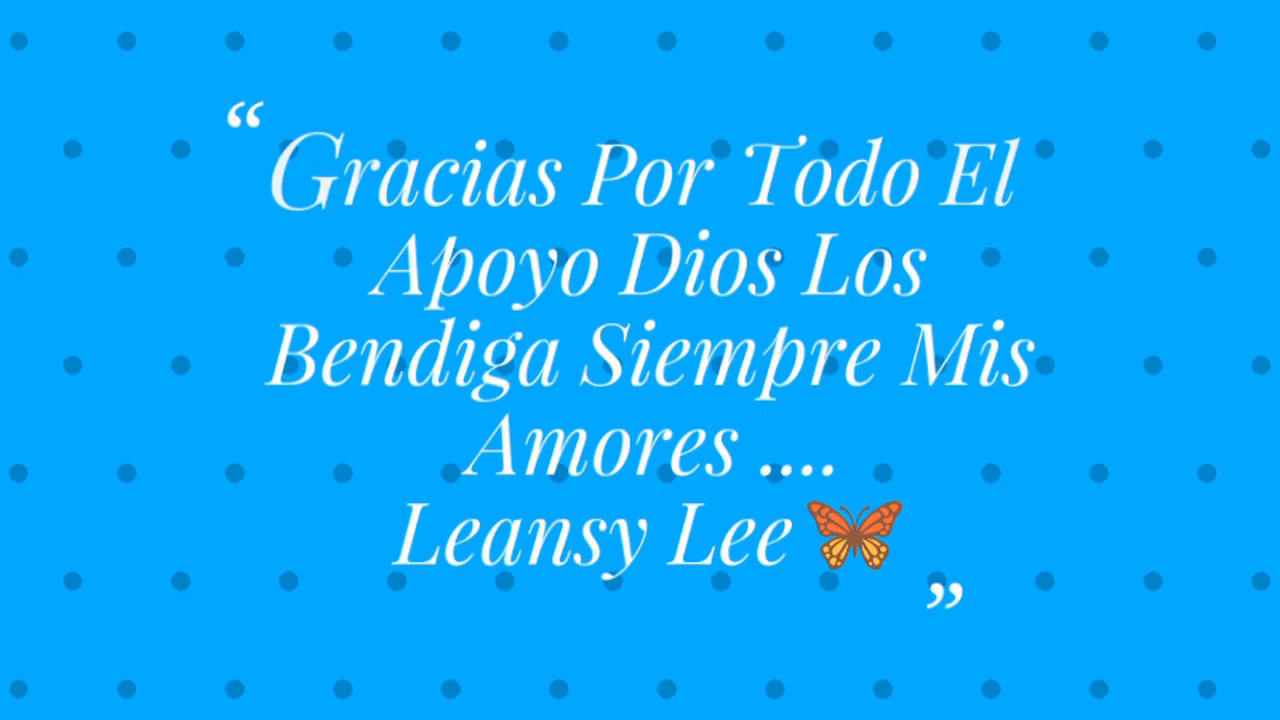 “Gracias Por Todo El
Apoyo Dios Los
Bendiga Siempre Mis
Amores ....
Leansy Lee 🦋
”